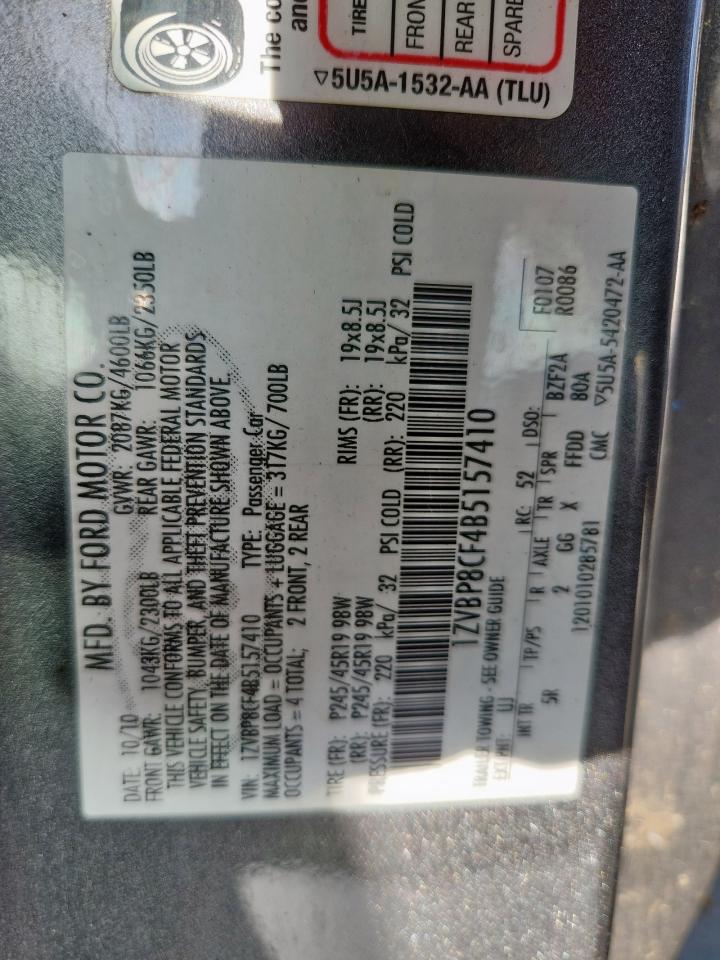 The co
and
TIRE
FRON
REAR
SPARE
▽5U5A-1532-AA (TLU)
MFD. BY FORD MOTOR CO.
DATE: 10/10 GVWR: 2087KG/4600LB
FRONT GAWR: 1043KG/2300LB REAR GAWR: 1066KG/2350LB
THIS VEHICLE CONFORMS TO ALL APPLICABLE FEDERAL MOTOR
VEHICLE SAFETY, BUMPER, AND THEFT PREVENTION STANDARDS
IN EFFECT ON THE DATE OF MANUFACTURE SHOWN ABOVE.
VIN: 1ZVBP8CF4B5157410 TYPE: Passenger Car
MAXIMUM LOAD = OCCUPANTS + LUGGAGE = 317KG/700LB
OCCUPANTS = 4 TOTAL; 2 FRONT, 2 REAR
TIRE (FR): P245/45R19 98W RIMS (FR): 19x8.5J
(RR): P245/45R19 98W (RR): 19x8.5J
PRESSURE (FR): 220 kPa/ 32 PSI COLD (RR): 220 kPa/ 32 PSI COLD
1ZVBP8CF4B5157410
TRAILER TOWING - SEE OWNER GUIDE
EXT PNT: UJ RC: 52 DSO: F0107
INT TR TP/PS R AXLE TR SPR BZF2A R0086
5R 2 GG X FFDD 80A
1201010285781 CMC ▽5U5A-5420472-AA